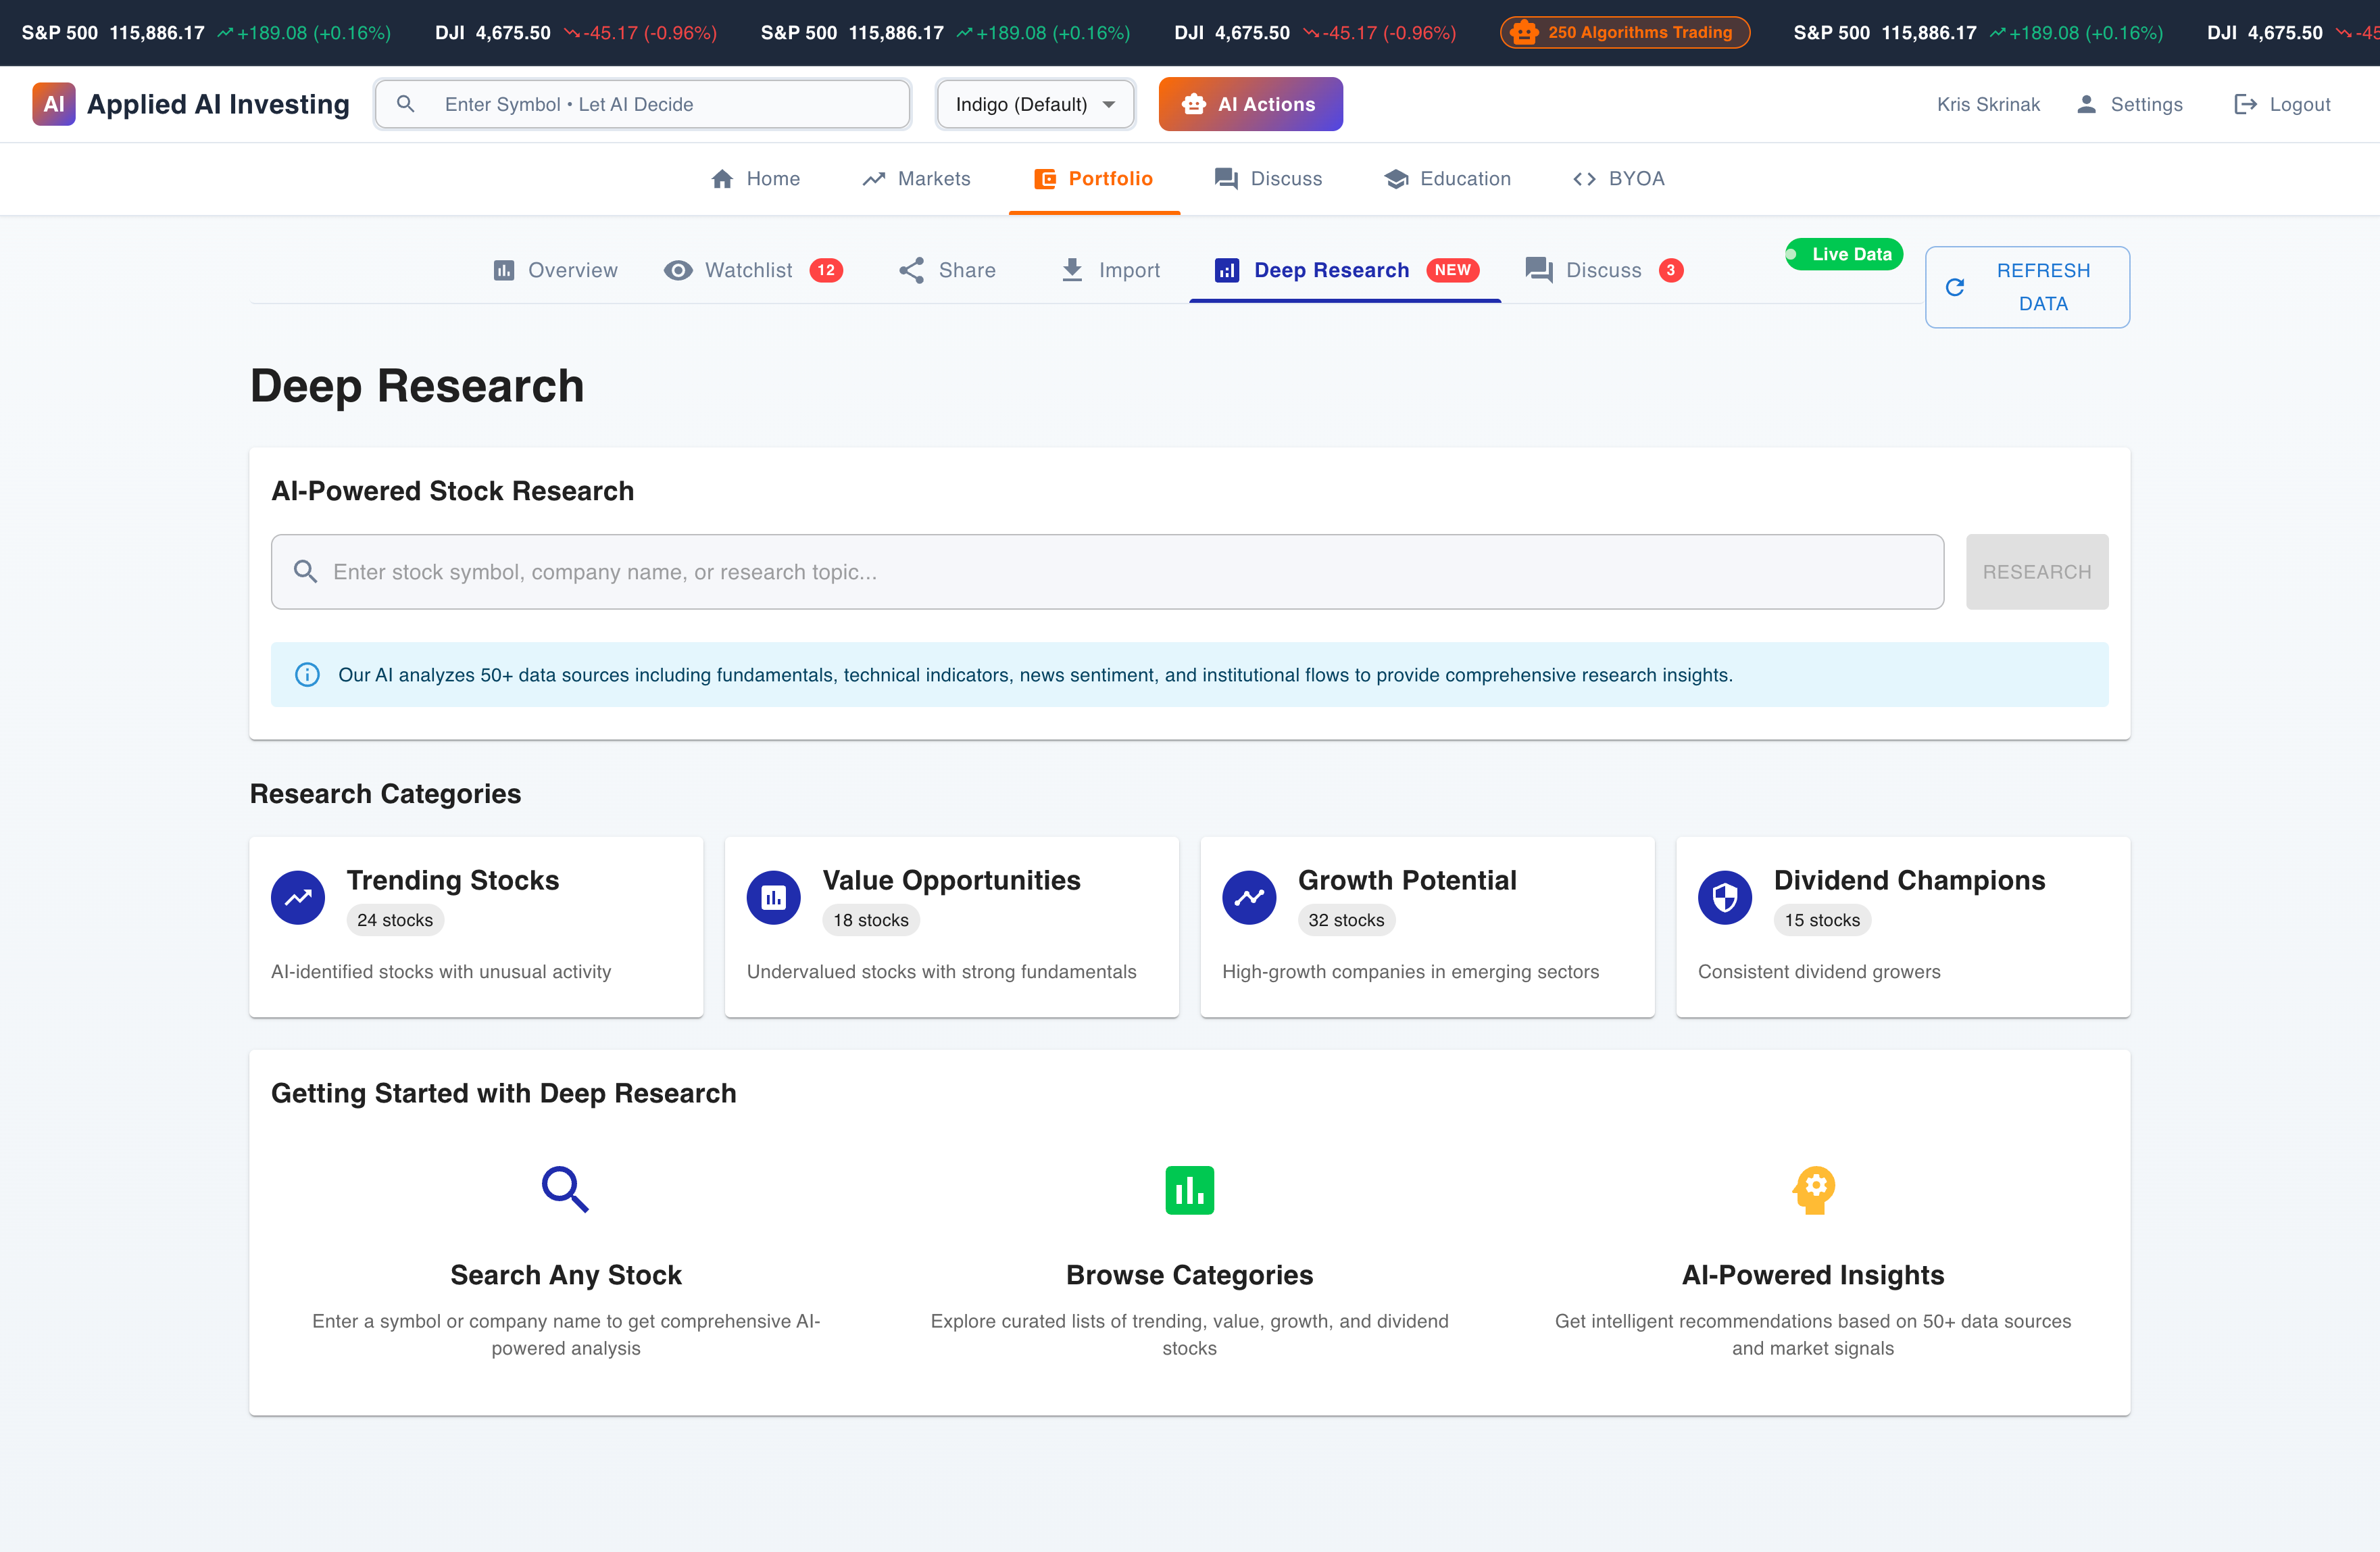 S&P 500 115,886.17 +189.08 (+0.16%) DJI 4,675.50 -45.17 (-0.96%) S&P 500 115,886.17 +189.08 (+0.16%) DJI 4,675.50 -45.17 (-0.96%) 250 Algorithms Trading S&P 500 115,886.17 +189.08 (+0.16%) DJI 4,675.50 -45
AI Applied AI Investing Enter Symbol • Let AI Decide Indigo (Default) AI Actions Kris Skrinak Settings Logout
Home Markets Portfolio Discuss Education BYOA
Overview Watchlist 12 Share Import Deep Research NEW Discuss 3 Live Data
REFRESH
DATA
Deep Research
AI-Powered Stock Research
Enter stock symbol, company name, or research topic...
RESEARCH
Our AI analyzes 50+ data sources including fundamentals, technical indicators, news sentiment, and institutional flows to provide comprehensive research insights.
Research Categories
Trending Stocks
24 stocks
AI-identified stocks with unusual activity
Value Opportunities
18 stocks
Undervalued stocks with strong fundamentals
Growth Potential
32 stocks
High-growth companies in emerging sectors
Dividend Champions
15 stocks
Consistent dividend growers
Getting Started with Deep Research
Search Any Stock
Enter a symbol or company name to get comprehensive AI-
powered analysis
Browse Categories
Explore curated lists of trending, value, growth, and dividend
stocks
AI-Powered Insights
Get intelligent recommendations based on 50+ data sources
and market signals